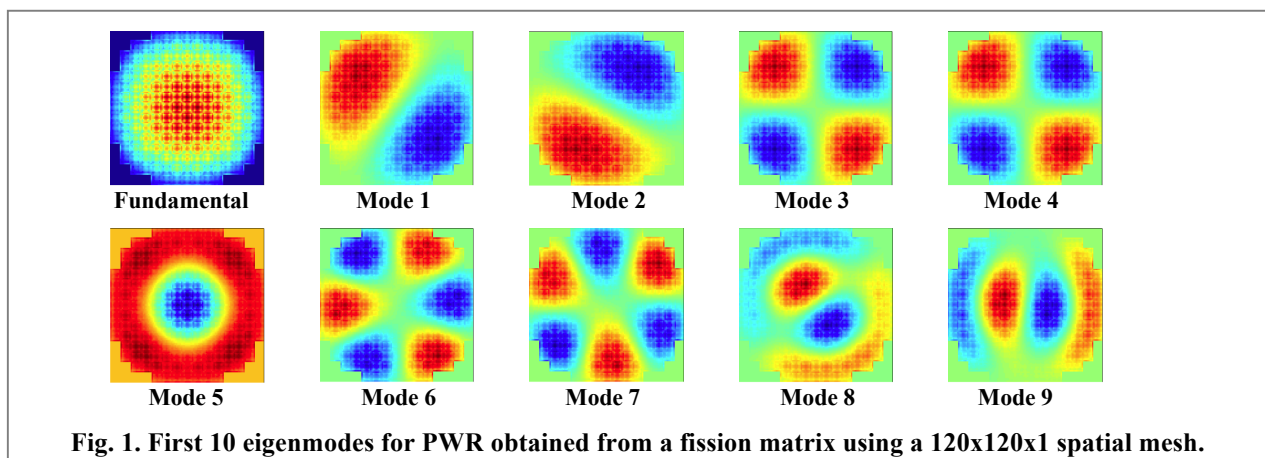 Fundamental Mode 1 Mode 2 Mode 3 Mode 4
Mode 5 Mode 6 Mode 7 Mode 8 Mode 9
Fig. 1. First 10 eigenmodes for PWR obtained from a fission matrix using a 120x120x1 spatial mesh.